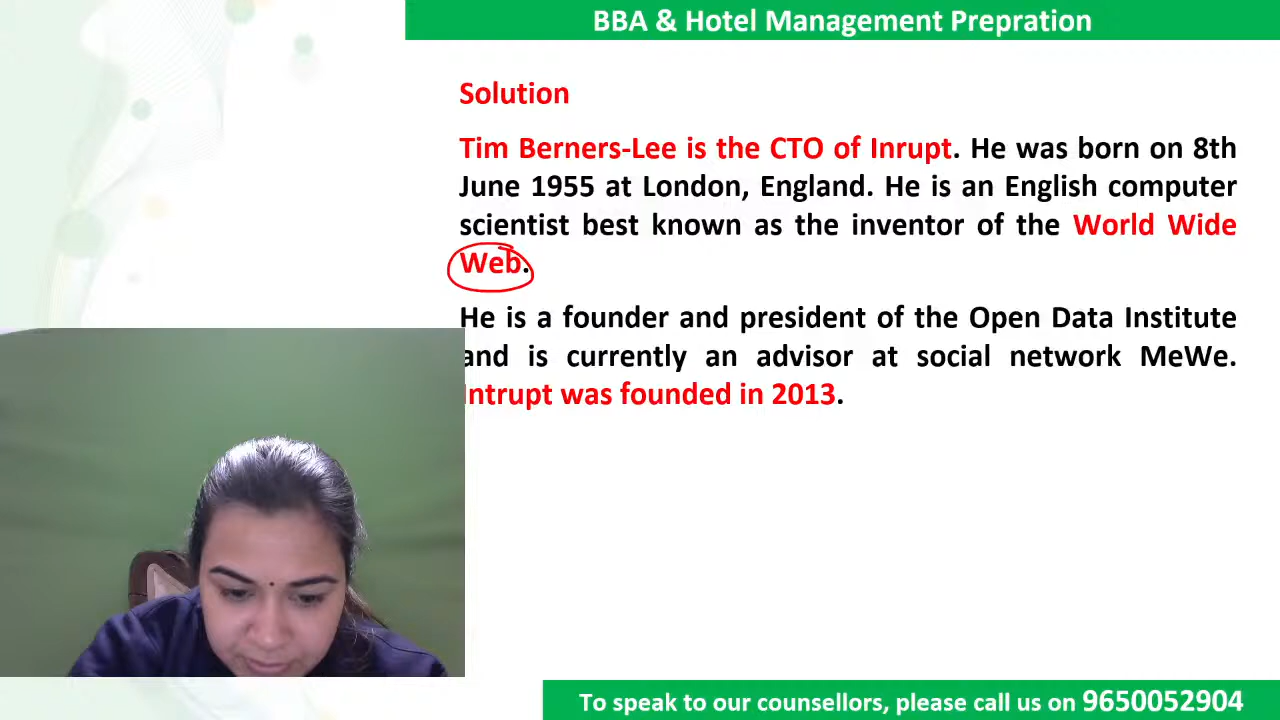 BBA & Hotel Management Prepration
Solution
Tim Berners-Lee is the CTO of Inrupt. He was born on 8th
June 1955 at London, England. He is an English computer
scientist best known as the inventor of the World Wide
Web.
He is a founder and president of the Open Data Institute
and is currently an advisor at social network MeWe.
Intrupt was founded in 2013.
To speak to our counsellors, please call us on 9650052904